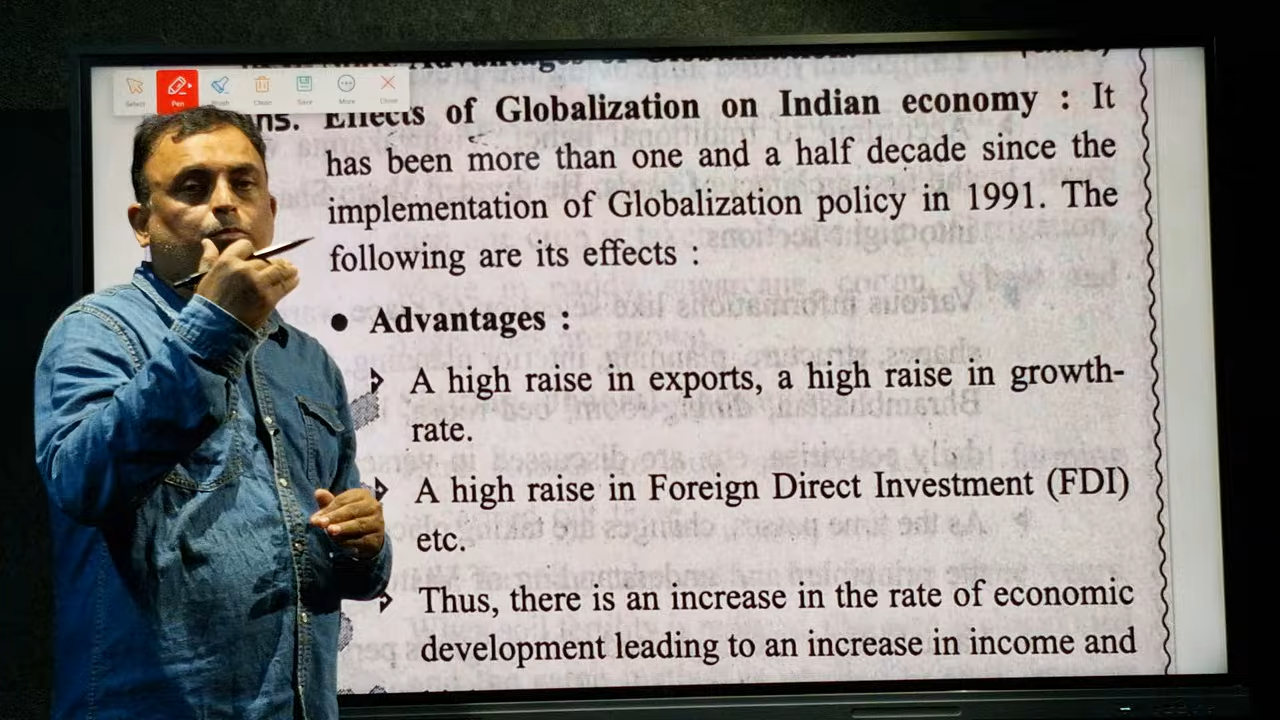 Advantages of
Select Pen Brush Clean Save More Close
ns. Effects of Globalization on Indian economy : It
has been more than one and a half decade since the
implementation of Globalization policy in 1991. The
following are its effects :
● Advantages :
A high raise in exports, a high raise in growth-
rate.
A high raise in Foreign Direct Investment (FDI)
etc.
Thus, there is an increase in the rate of economic
development leading to an increase in income and